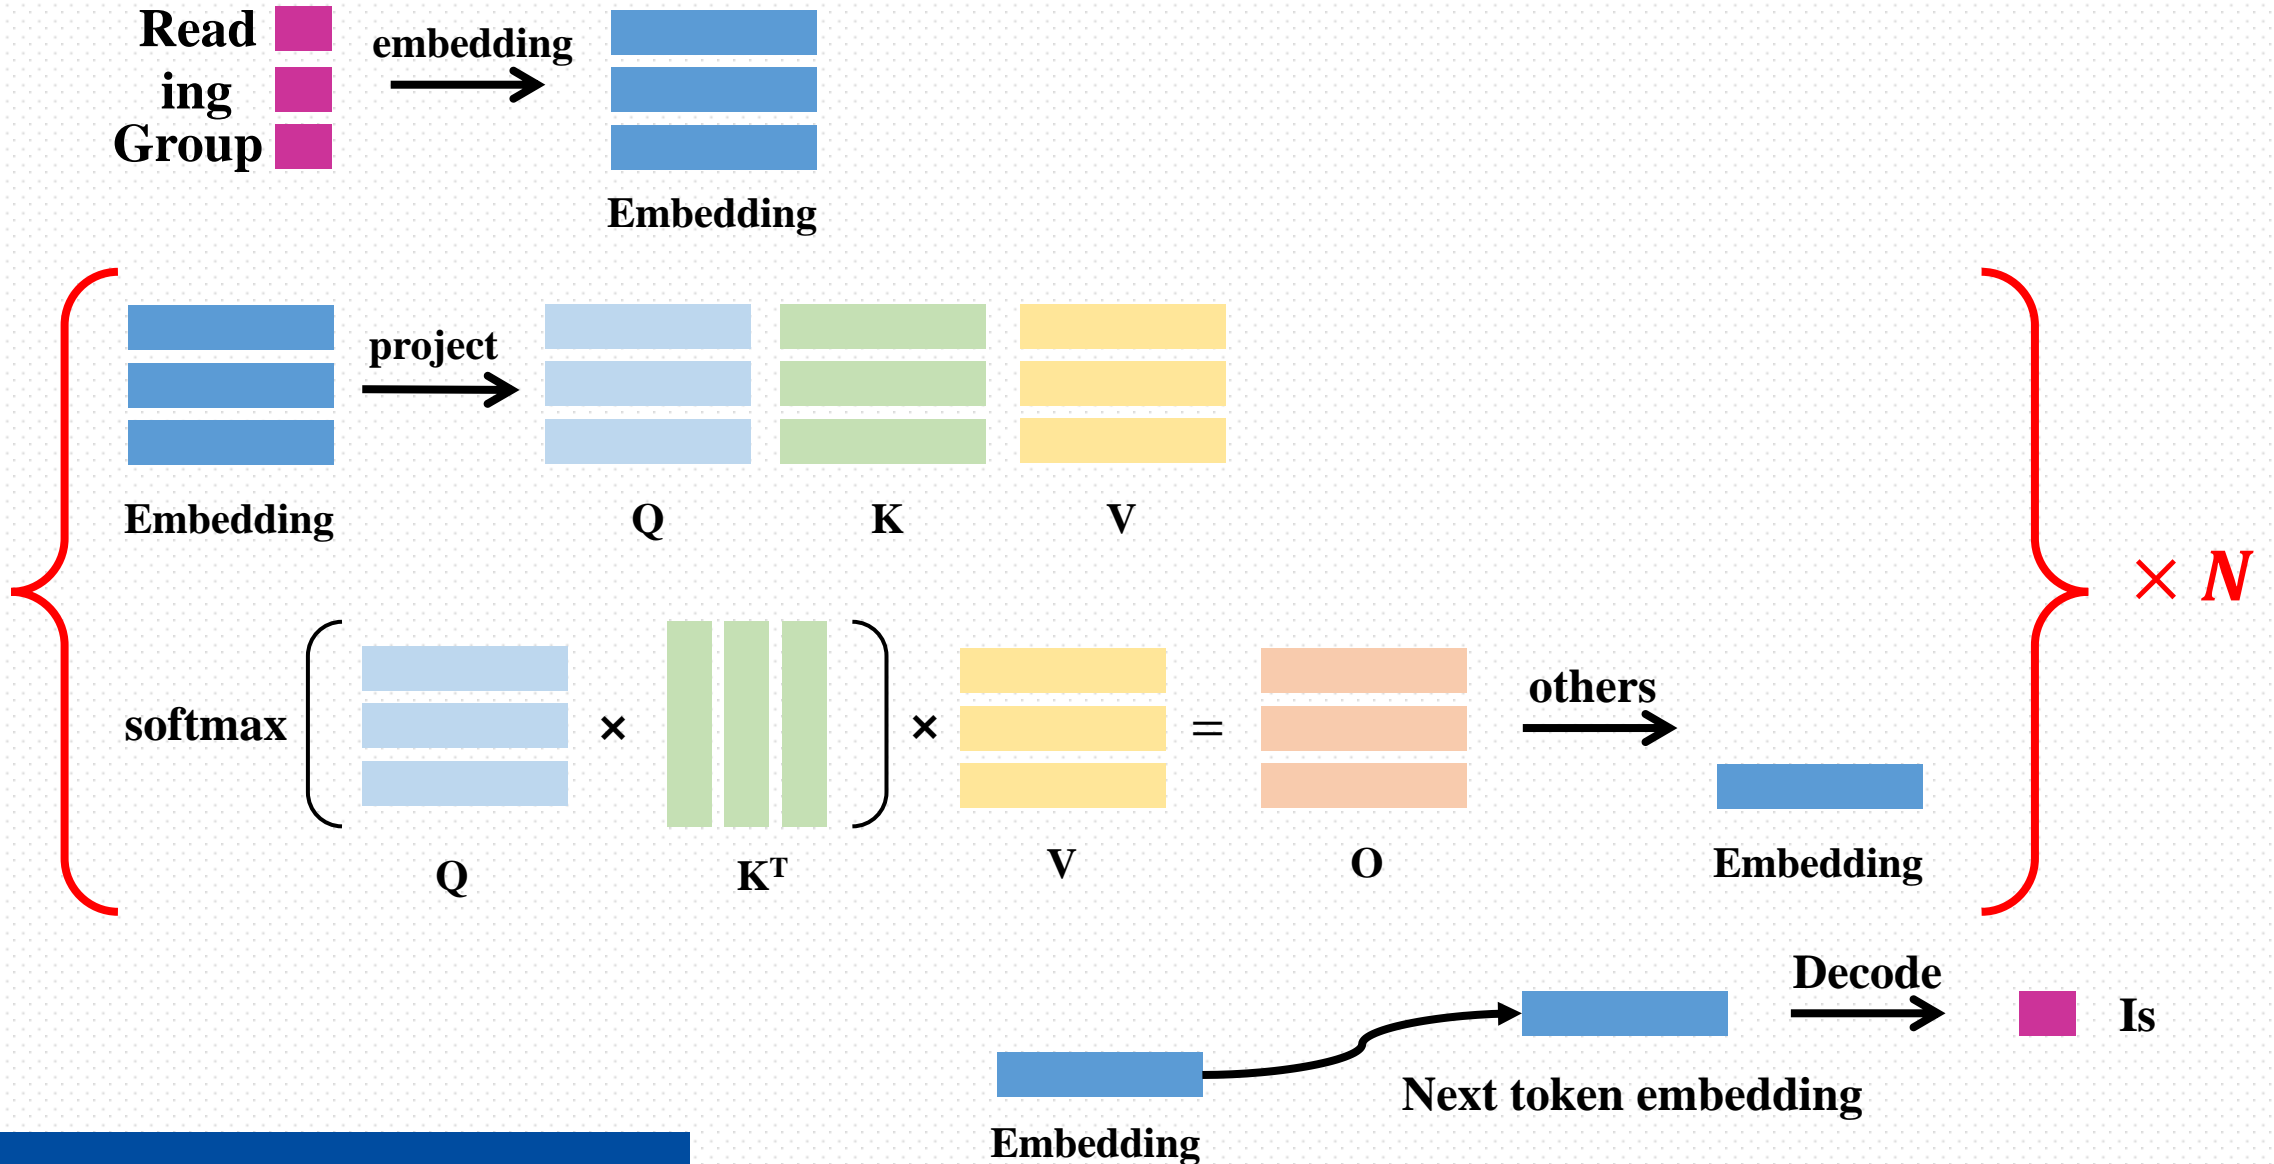 Read
embedding
ing
Group
Embedding
project
Embedding
Q
K
V
× N
softmax
×
×
=
others
Q
Kᵀ
V
O
Embedding
Decode
Is
Next token embedding
Embedding